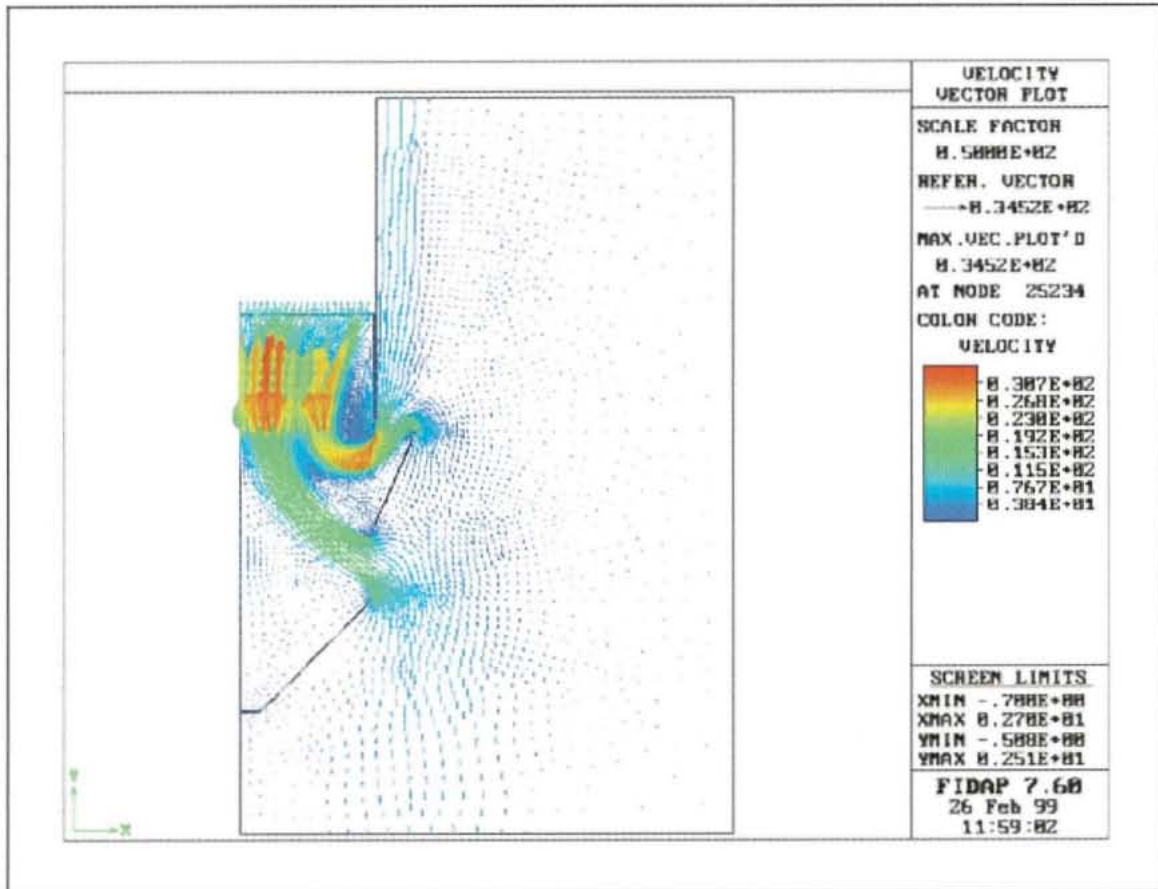 VELOCITY
VECTOR PLOT
SCALE FACTOR
0.5000E+02
REFER. VECTOR
0.3452E+02
MAX.VEC.PLOT'D
0.3452E+02
AT NODE 25234
COLOR CODE:
VELOCITY
0.307E+02
0.268E+02
0.230E+02
0.192E+02
0.153E+02
0.115E+02
0.767E+01
0.384E+01
SCREEN LIMITS
XMIN -.700E+00
XMAX 0.270E+01
YMIN -.508E+00
YMAX 0.251E+01
FIDAP 7.60
26 Feb 99
11:59:02
Y
X